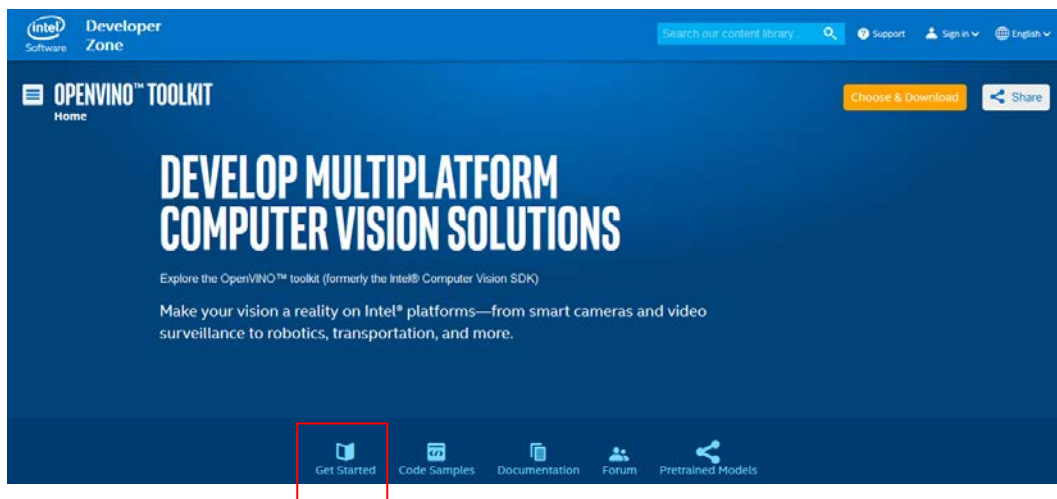 intel Developer
Software Zone
Search our content library...
Support
Sign in
English
OPENVINO™ TOOLKIT
Home
Choose & Download
Share
DEVELOP MULTIPLATFORM
COMPUTER VISION SOLUTIONS
Explore the OpenVINO™ toolkit (formerly the Intel® Computer Vision SDK)
Make your vision a reality on Intel® platforms—from smart cameras and video
surveillance to robotics, transportation, and more.
Get Started
Code Samples
Documentation
Forum
Pretrained Models